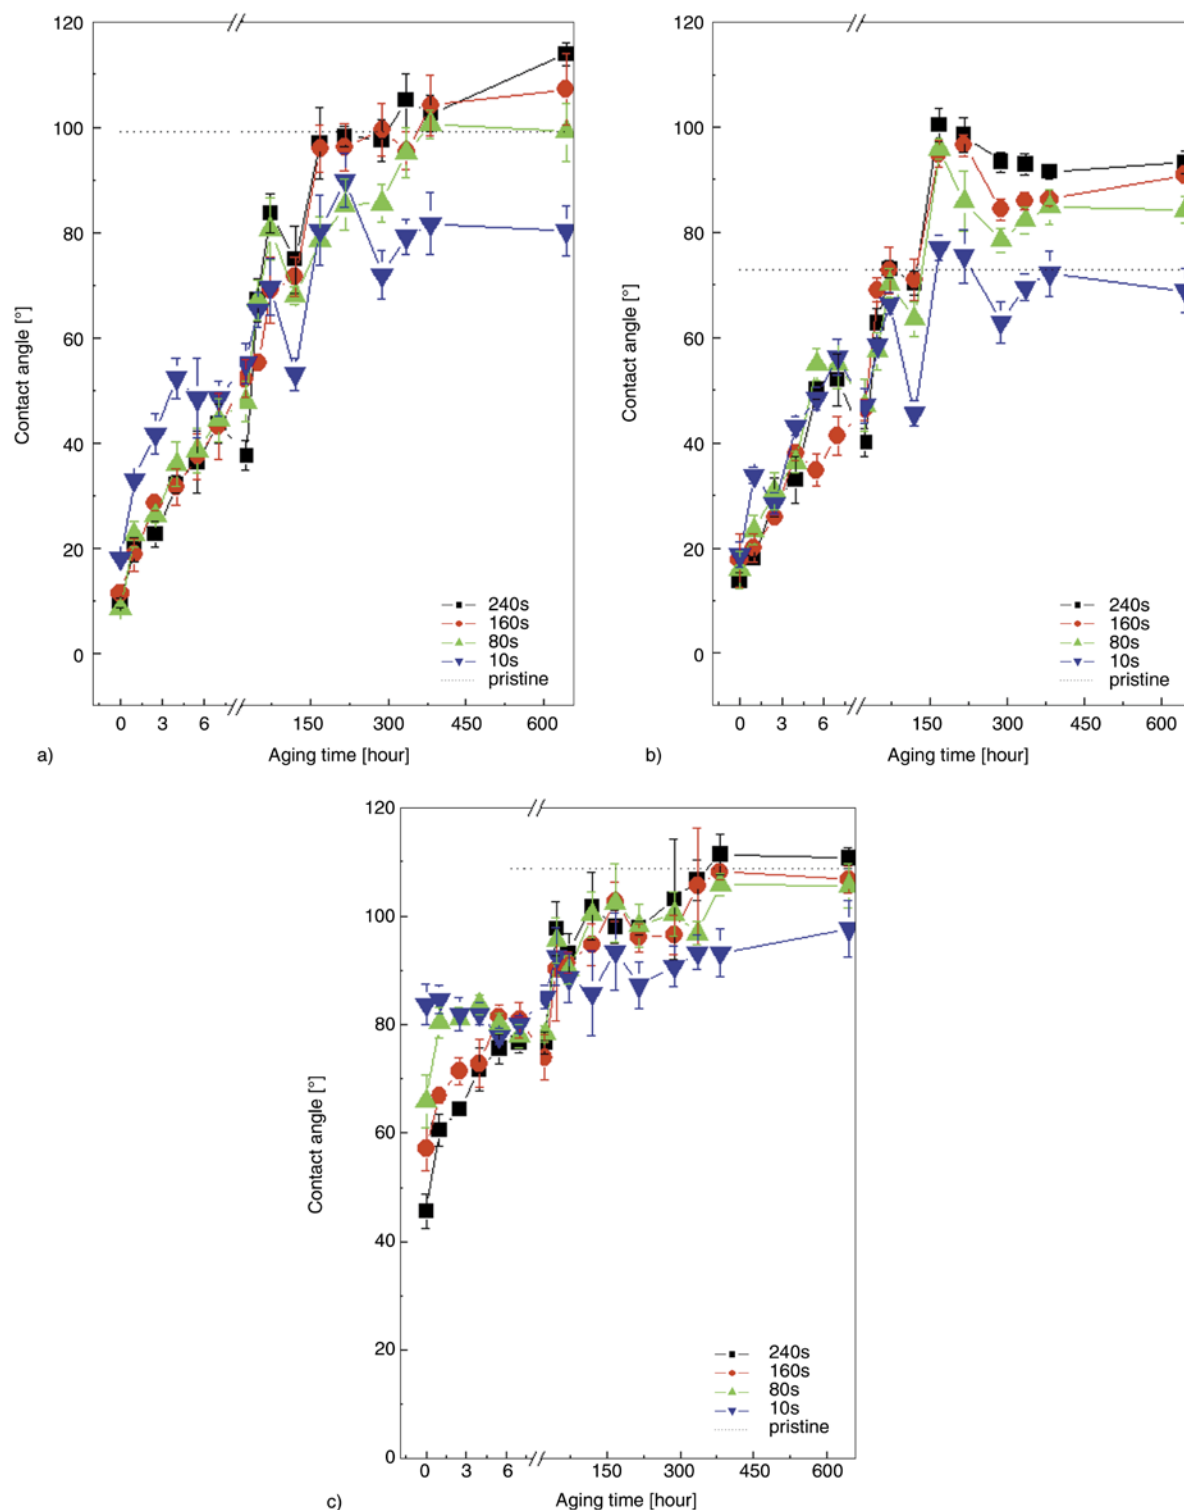 120
100
80
60
40
20
0
Contact angle [°]
240s
160s
80s
10s
pristine
0 3 6 150 300 450 600
a) Aging time [hour]
120
100
80
60
40
20
0
Contact angle [°]
240s
160s
80s
10s
pristine
0 3 6 150 300 450 600
b) Aging time [hour]
120
100
80
60
40
20
0
Contact angle [°]
240s
160s
80s
10s
pristine
0 3 6 150 300 450 600
c) Aging time [hour]